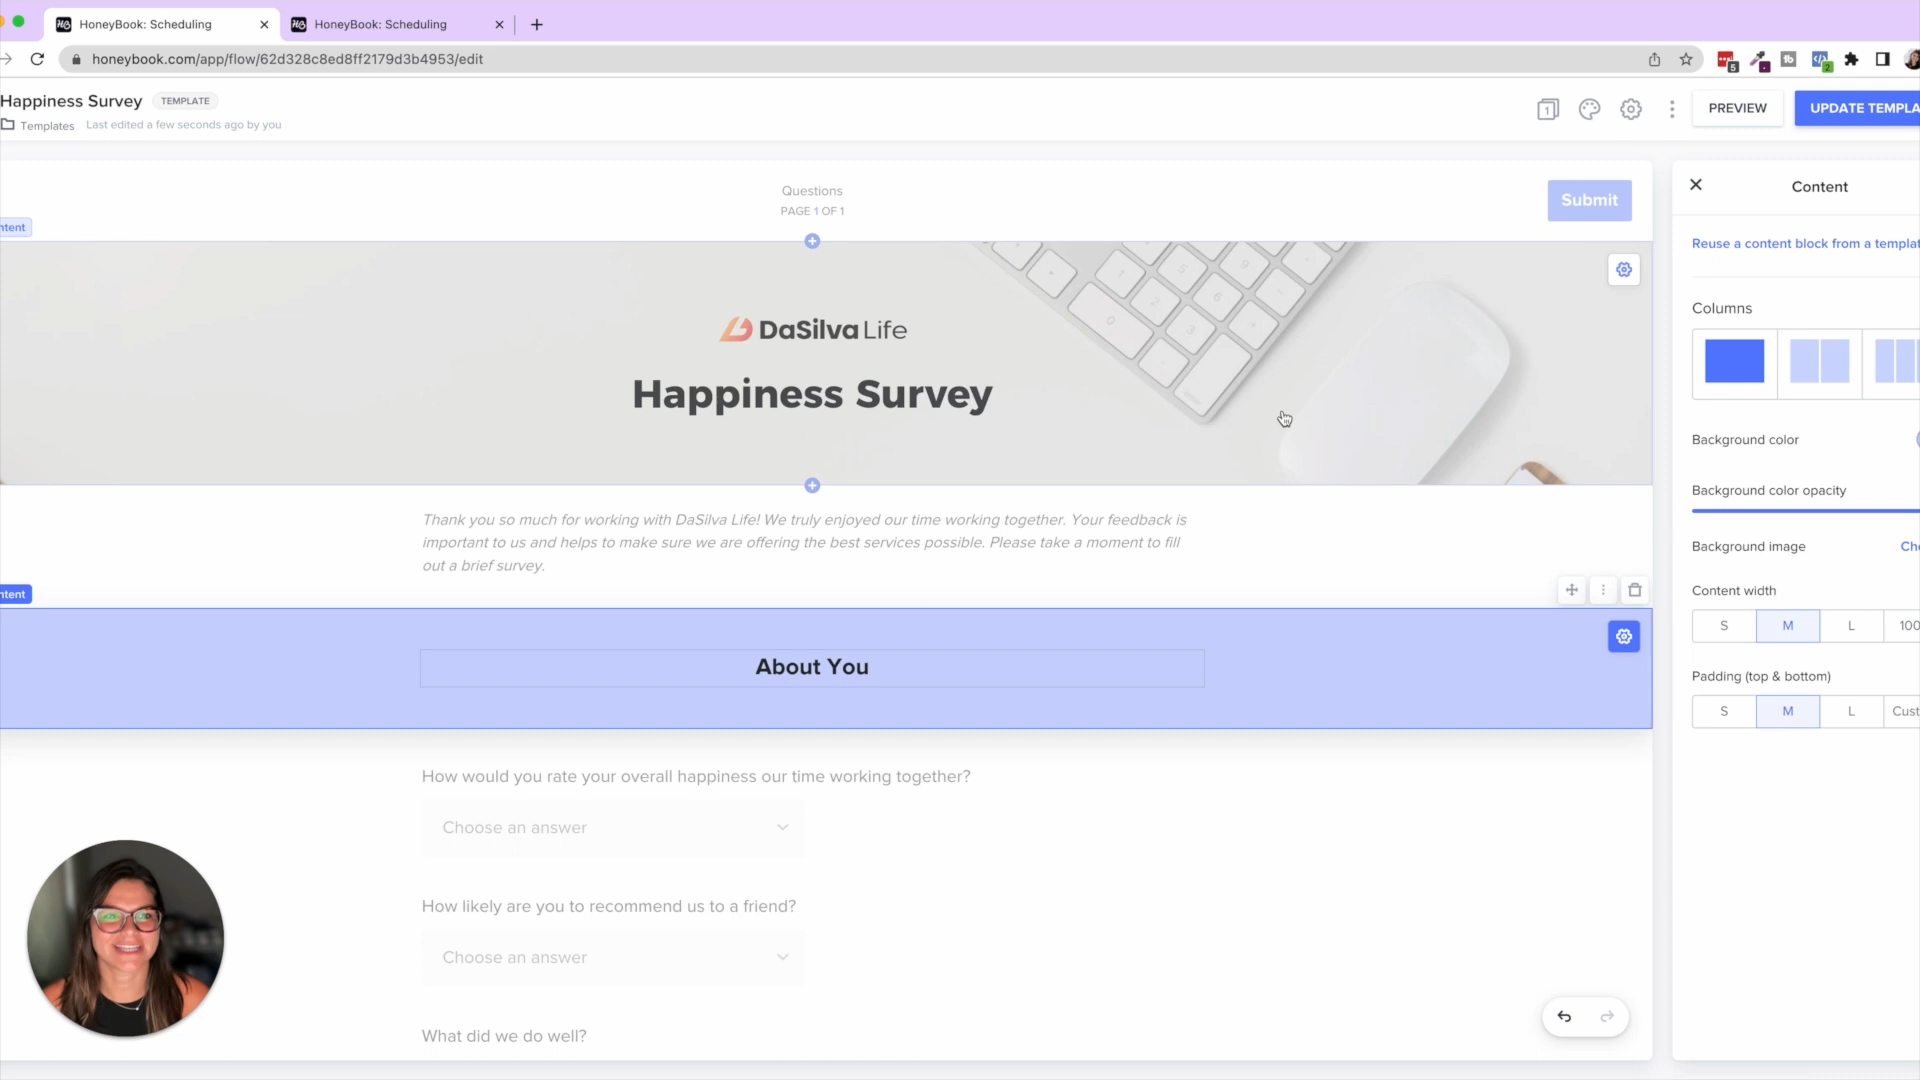 HoneyBook: Scheduling
HoneyBook: Scheduling
honeybook.com/app/flow/62d328c8ed8ff2179d3b4953/edit
5
2
Happiness Survey
TEMPLATE
Templates
Last edited a few seconds ago by you
1
PREVIEW
UPDATE TEMPLA
Questions
PAGE 1 OF 1
Submit
ntent
DaSilva Life
Happiness Survey
Thank you so much for working with DaSilva Life! We truly enjoyed our time working together. Your feedback is
important to us and helps to make sure we are offering the best services possible. Please take a moment to fill
out a brief survey.
ntent
About You
How would you rate your overall happiness our time working together?
Choose an answer
How likely are you to recommend us to a friend?
Choose an answer
What did we do well?
Content
Reuse a content block from a templat
Columns
Background color
Background color opacity
Background image
Cho
Content width
S
M
L
100
Padding (top & bottom)
S
M
L
Cust